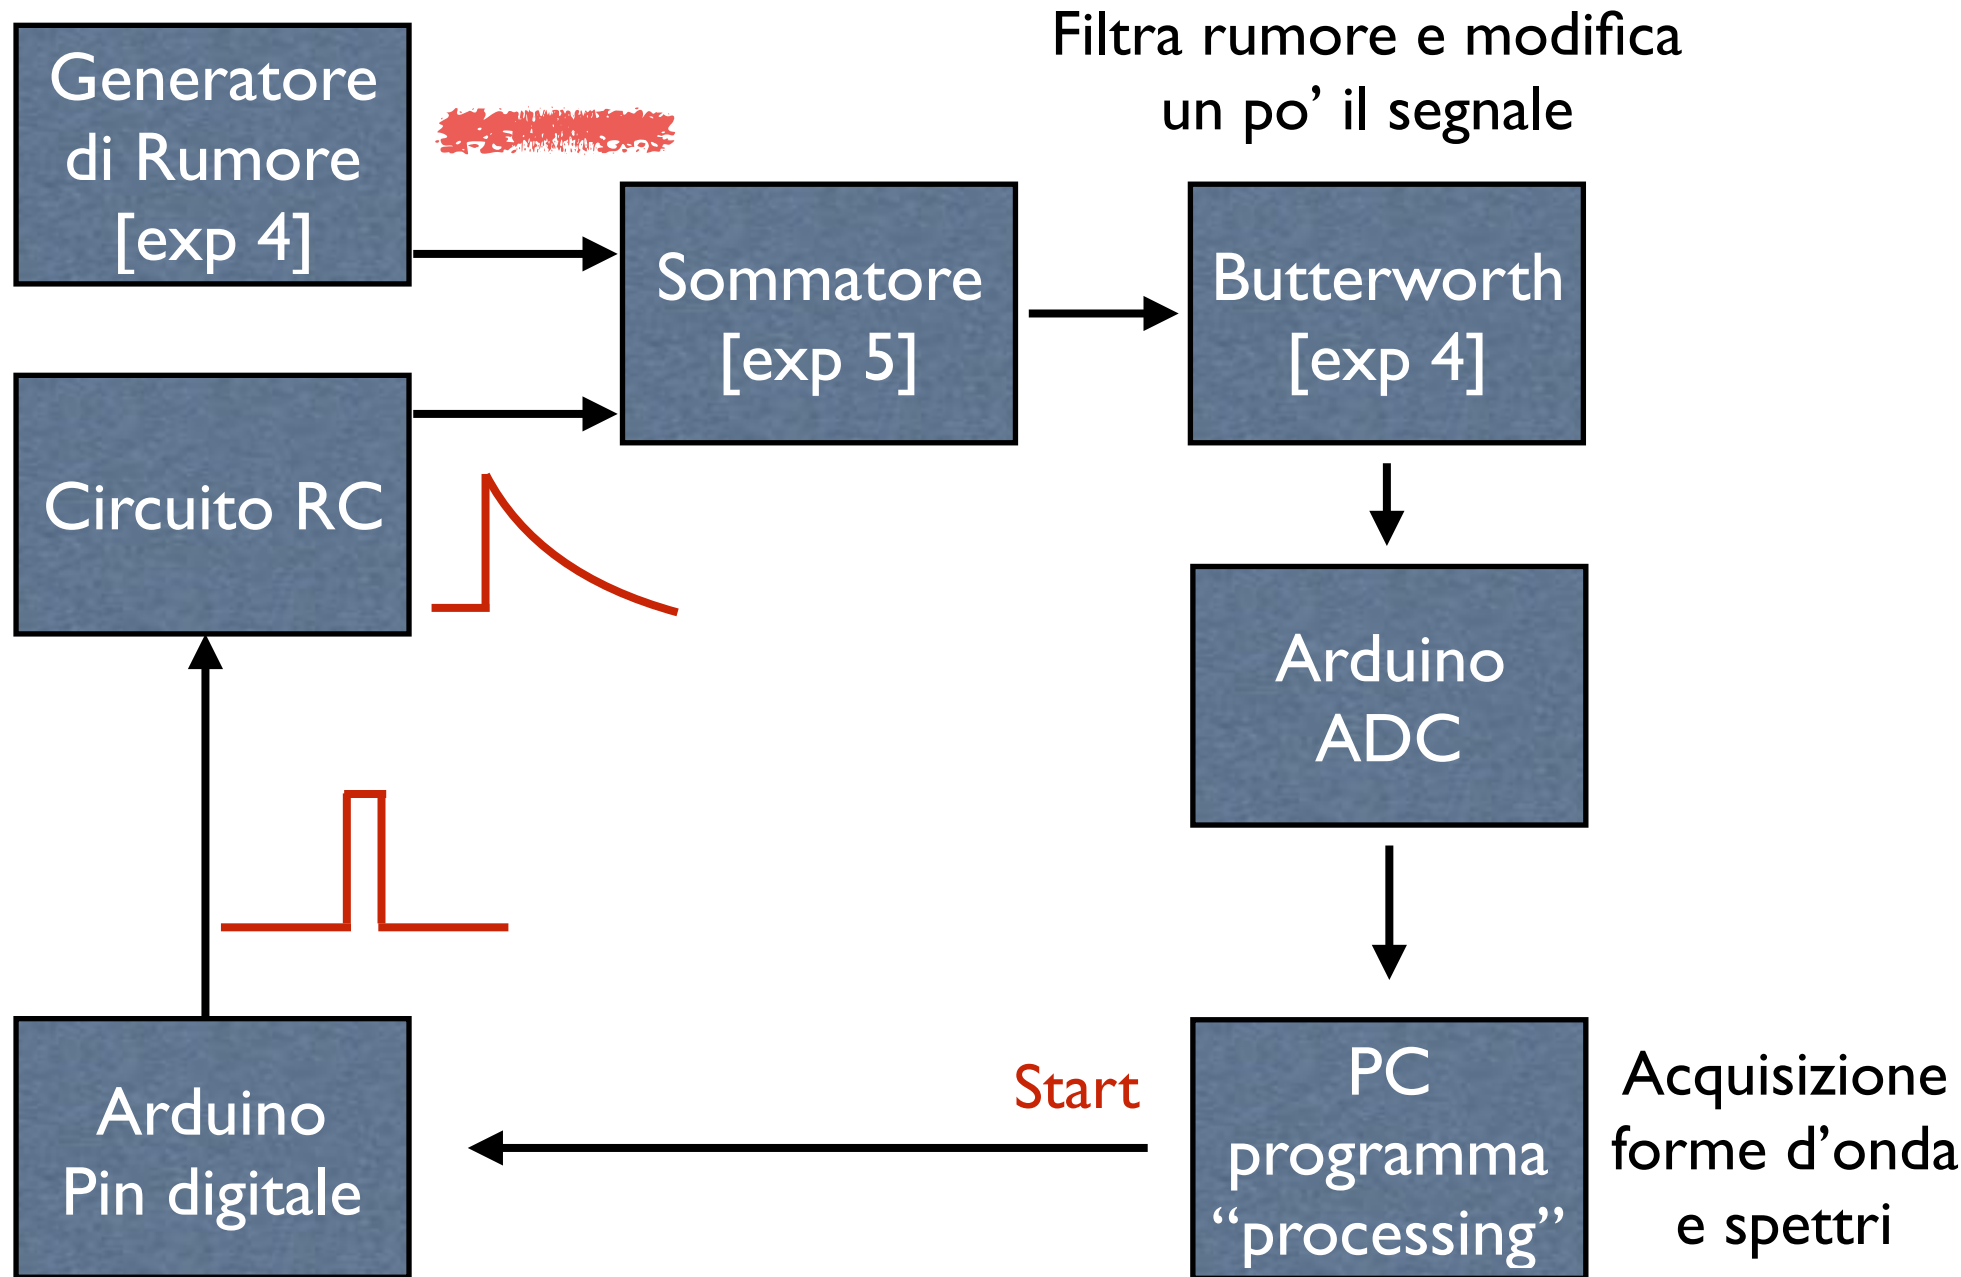 Generatore
di Rumore
[exp 4]
Filtra rumore e modifica
un po’ il segnale
Sommatore
[exp 5]
Butterworth
[exp 4]
Circuito RC
Arduino
ADC
Arduino
Pin digitale
Start
PC
programma
“processing”
Acquisizione
forme d’onda
e spettri